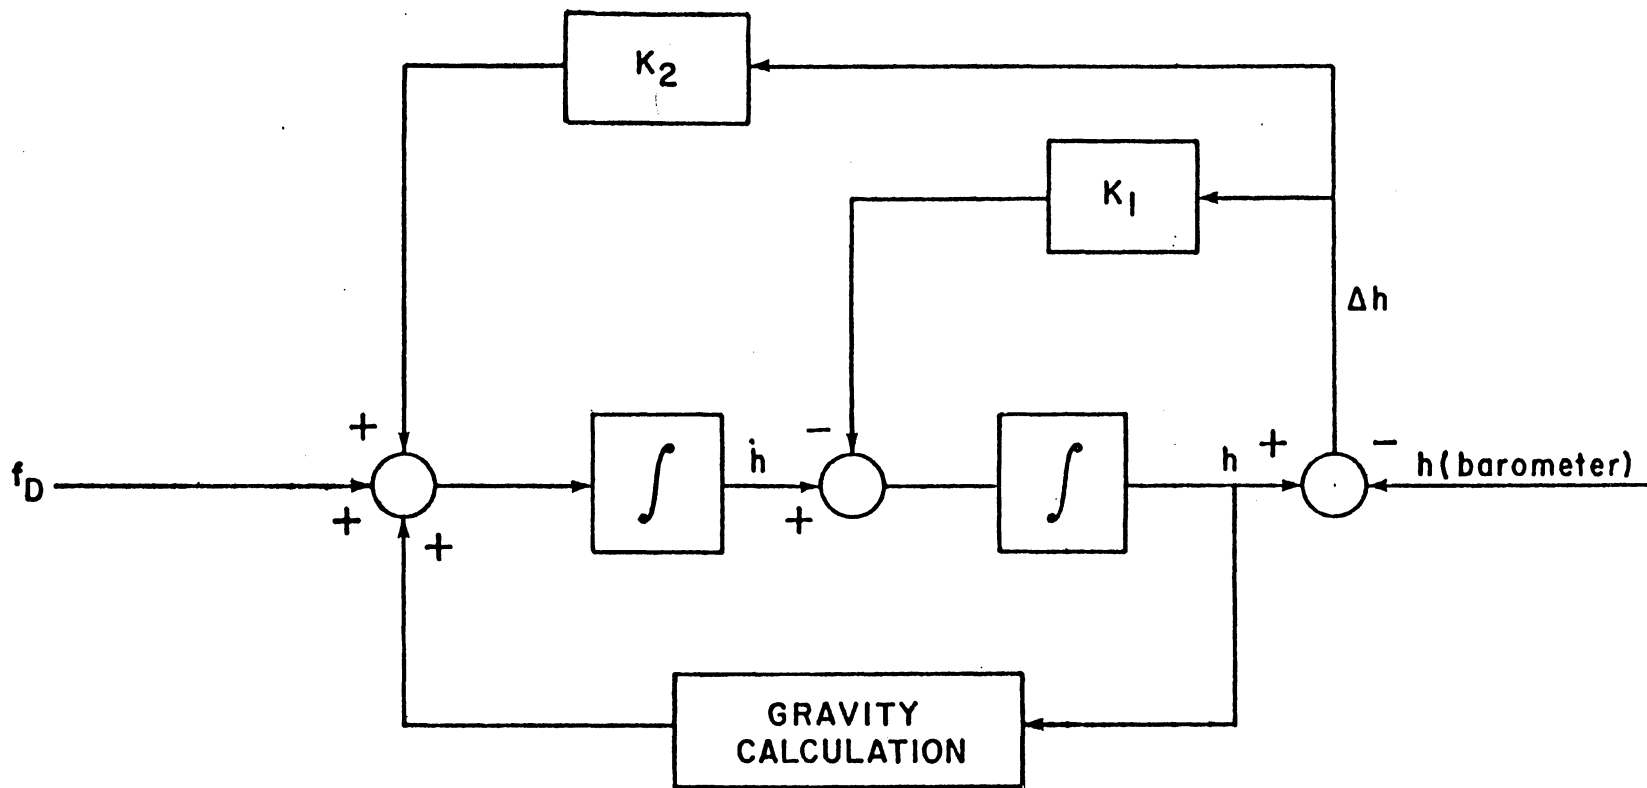 K2
K1
Δh
+
−
f_D
+
+
∫
ḣ
+
∫
h
+
−
h(barometer)
+
GRAVITY
CALCULATION